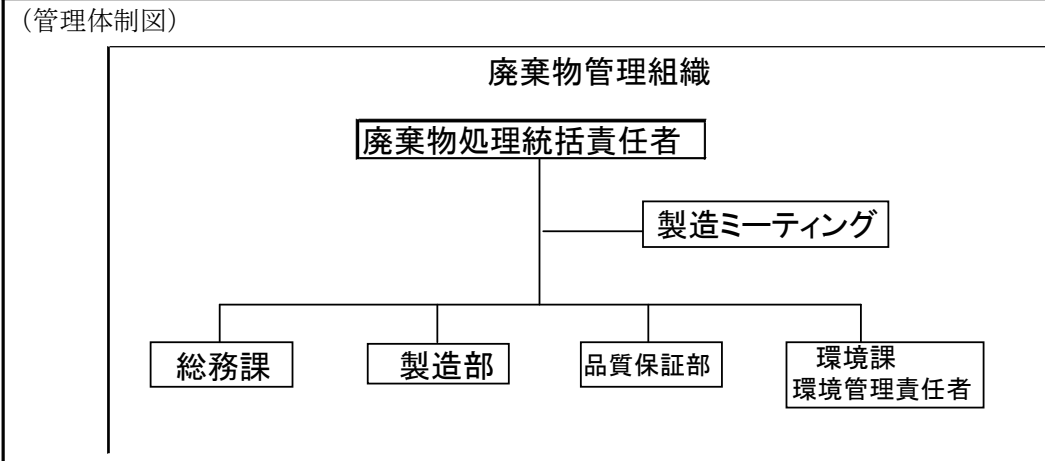 (管理体制図)
廃棄物管理組織
廃棄物処理統括責任者
製造ミーティング
総務課
製造部
品質保証部
環境課
環境管理責任者